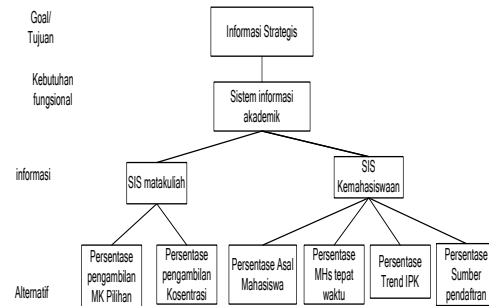 Goal/
Tujuan
Informasi Strategis
Kebutuhan
fungsional
Sistem informasi
akademik
informasi
SIS matakuliah
SIS
Kemahasiswaan
Alternatif
Persentase
pengambilan
MK Pilihan
Persentase
pengambilan
Kosentrasi
Persentase Asal
Mahasiswa
Persentase
MHs tepat
waktu
Persentase
Trend IPK
Persentase
Sumber
pendaftran